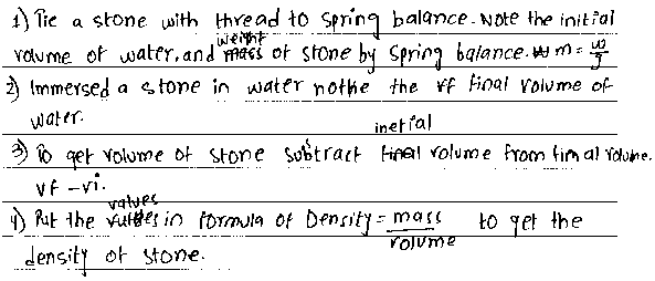 1) Tie a stone with thread to spring balance. Note the initial
volume of water, and weight of stone by spring balance. m = w/g
2) Immersed a stone in water nothe the vf final volume of
water.
3) To get volume of stone subtract inetial volume from final volume.
vf - vi.
4) Put the values in formula of Density = mass/volume to get the
density of stone.